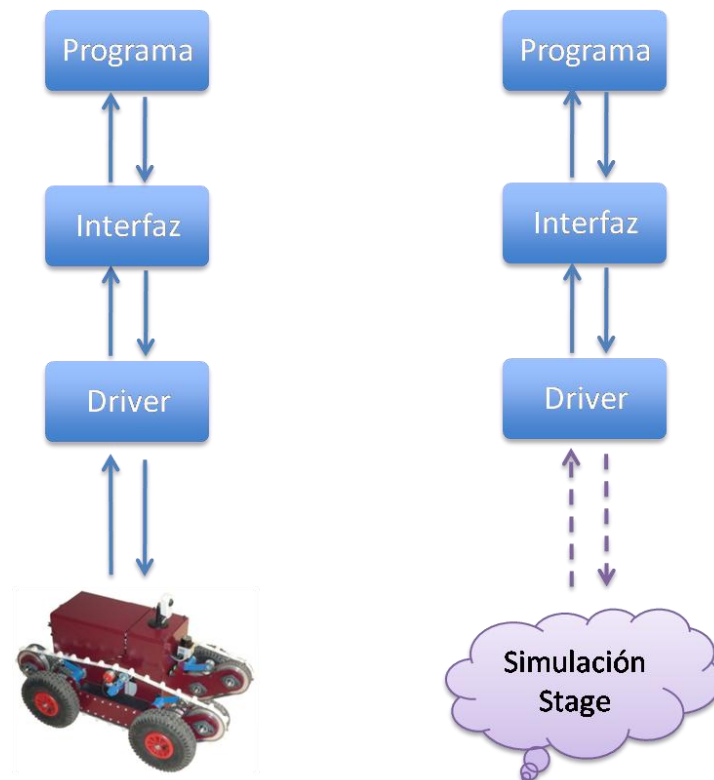 Programa
Programa
Interfaz
Interfaz
Driver
Driver
Simulación
Stage